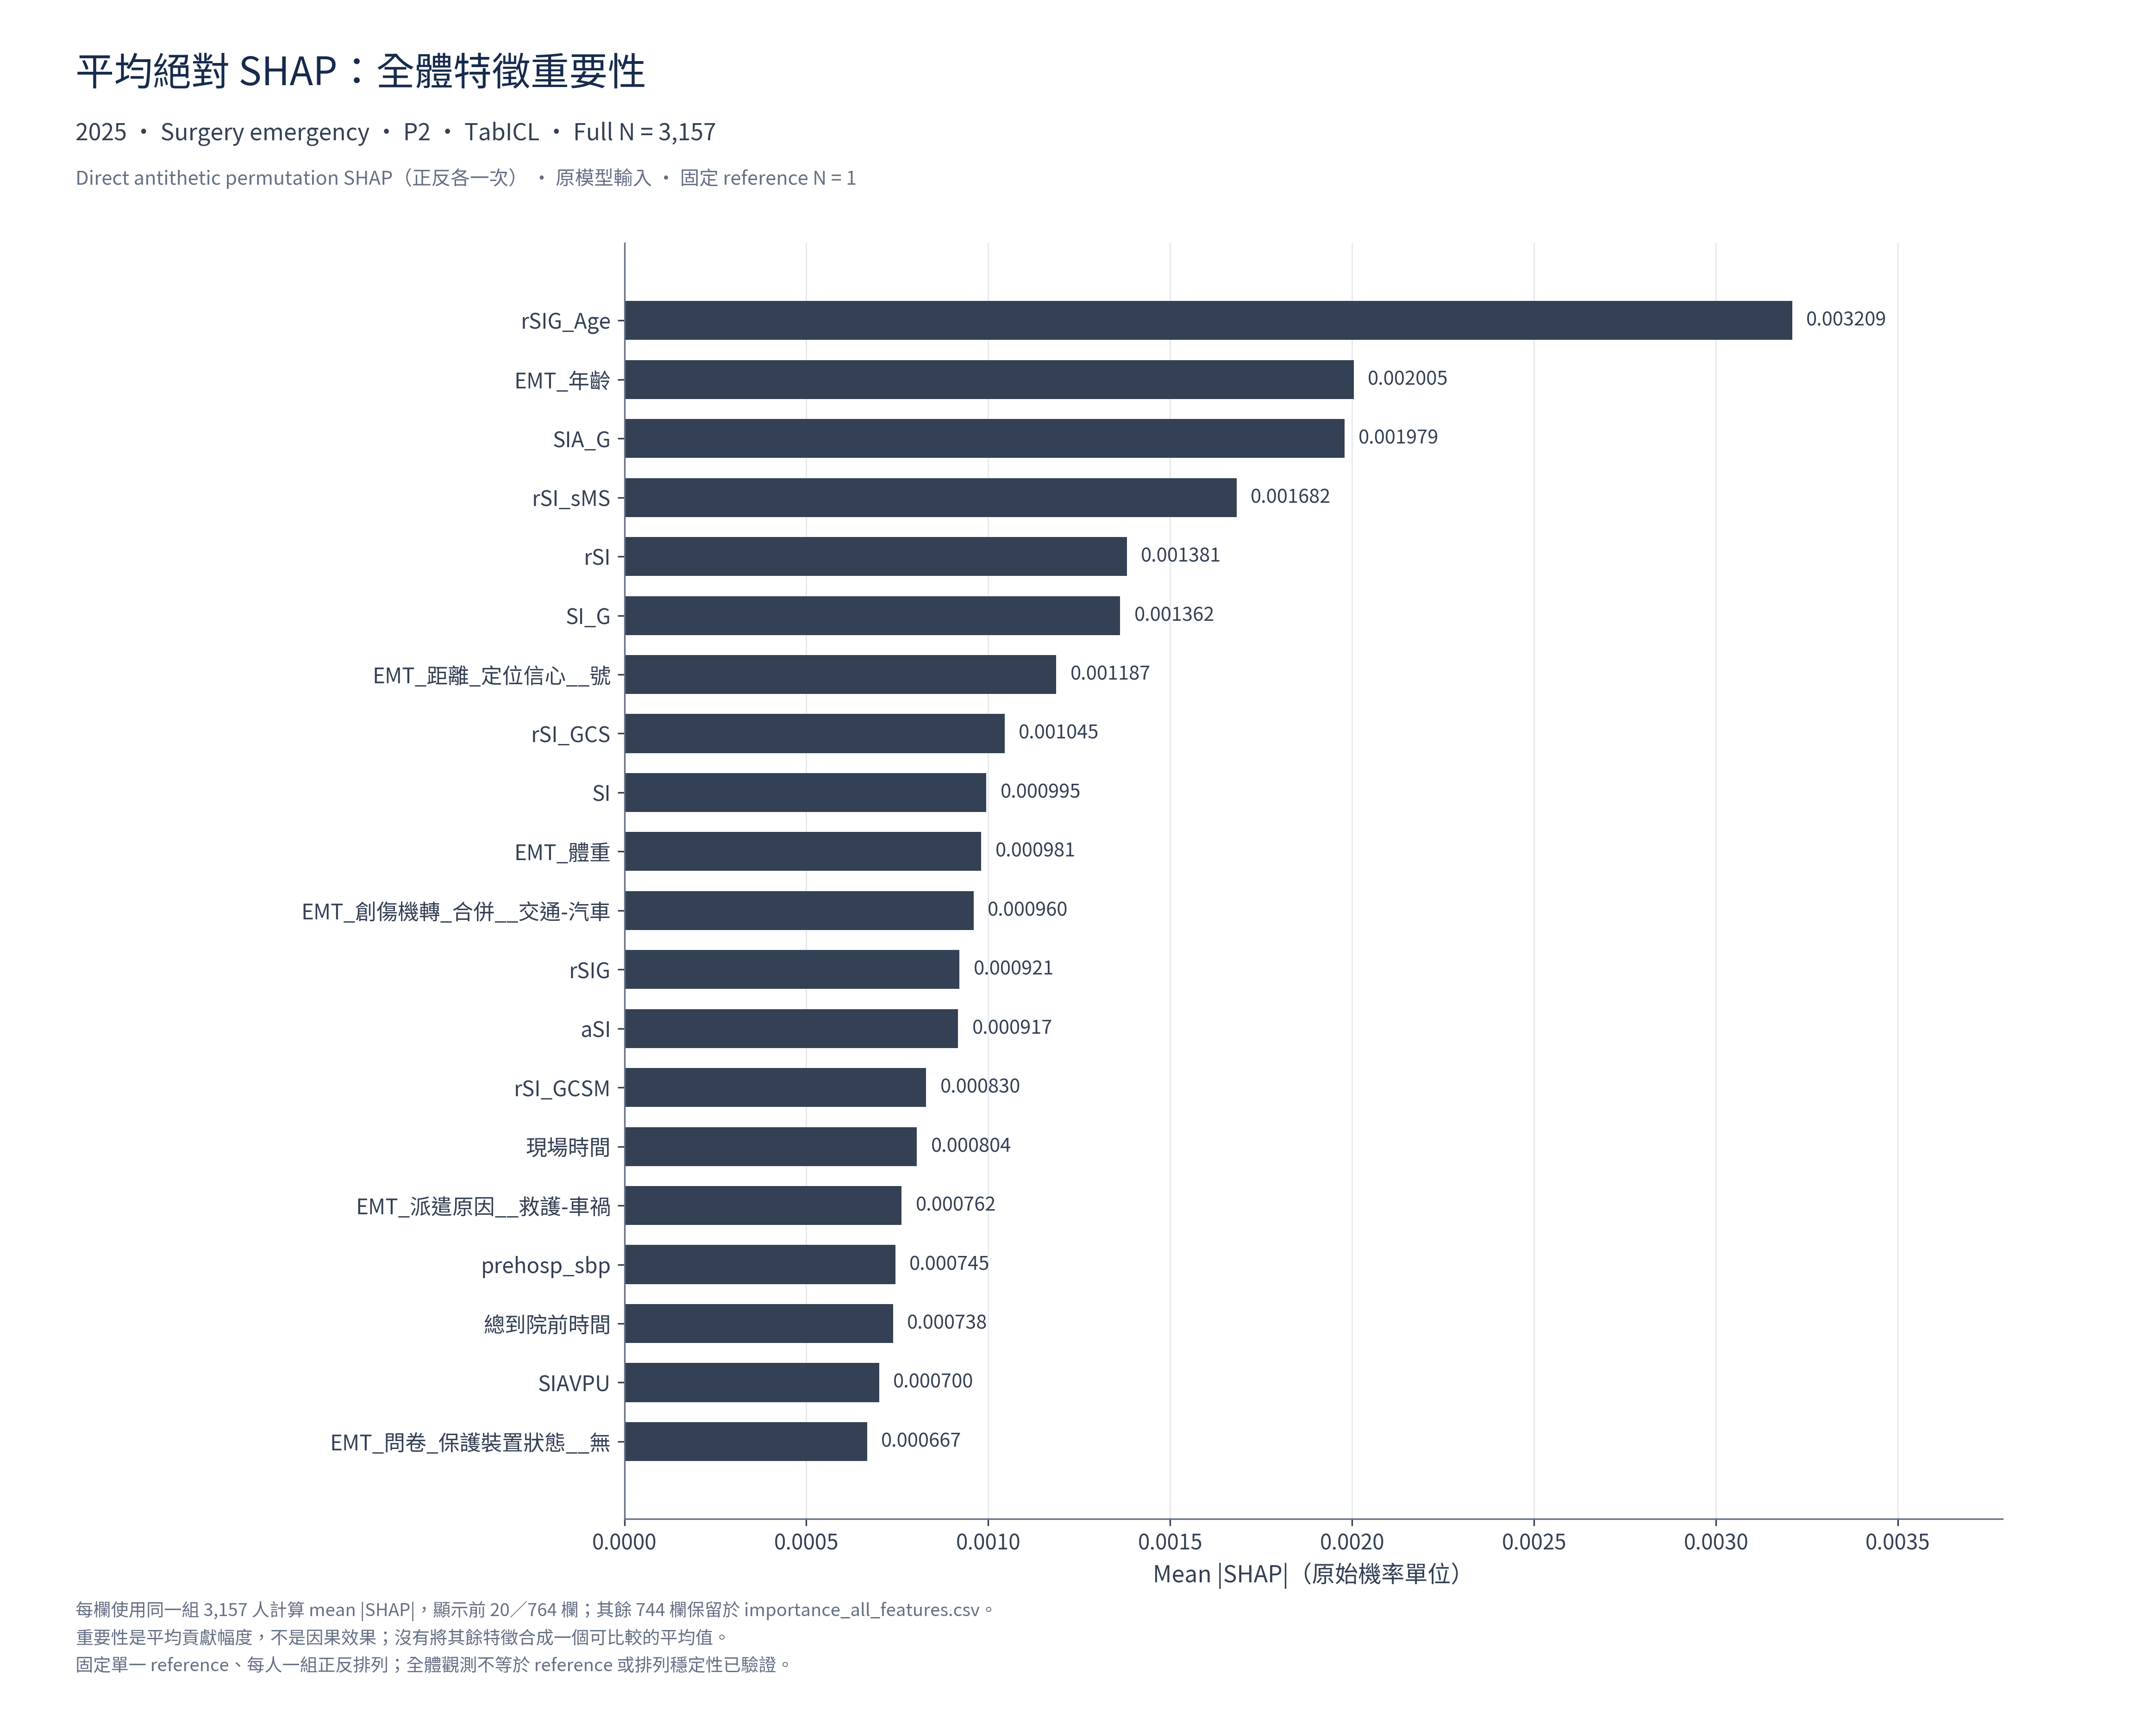 平均絕對 SHAP：全體特徵重要性
2025 • Surgery emergency • P2 • TabICL • Full N = 3,157
Direct antithetic permutation SHAP（正反各一次） • 原模型輸入 • 固定 reference N = 1
rSIG_Age 0.003209
EMT_年齡 0.002005
SIA_G 0.001979
rSI_sMS 0.001682
rSI 0.001381
SI_G 0.001362
EMT_距離_定位信心__號 0.001187
rSI_GCS 0.001045
SI 0.000995
EMT_體重 0.000981
EMT_創傷機轉_合併__交通-汽車 0.000960
rSIG 0.000921
aSI 0.000917
rSI_GCSM 0.000830
現場時間 0.000804
EMT_派遣原因__救護-車禍 0.000762
prehosp_sbp 0.000745
總到院前時間 0.000738
SIAVPU 0.000700
EMT_問卷_保護裝置狀態__無 0.000667
0.0000 0.0005 0.0010 0.0015 0.0020 0.0025 0.0030 0.0035
Mean |SHAP|（原始機率單位）
每欄使用同一組 3,157 人計算 mean |SHAP|，顯示前 20／764 欄；其餘 744 欄保留於 importance_all_features.csv。
重要性是平均貢獻幅度，不是因果效果；沒有將其餘特徵合成一個可比較的平均值。
固定單一 reference、每人一組正反排列；全體觀測不等於 reference 或排列穩定性已驗證。